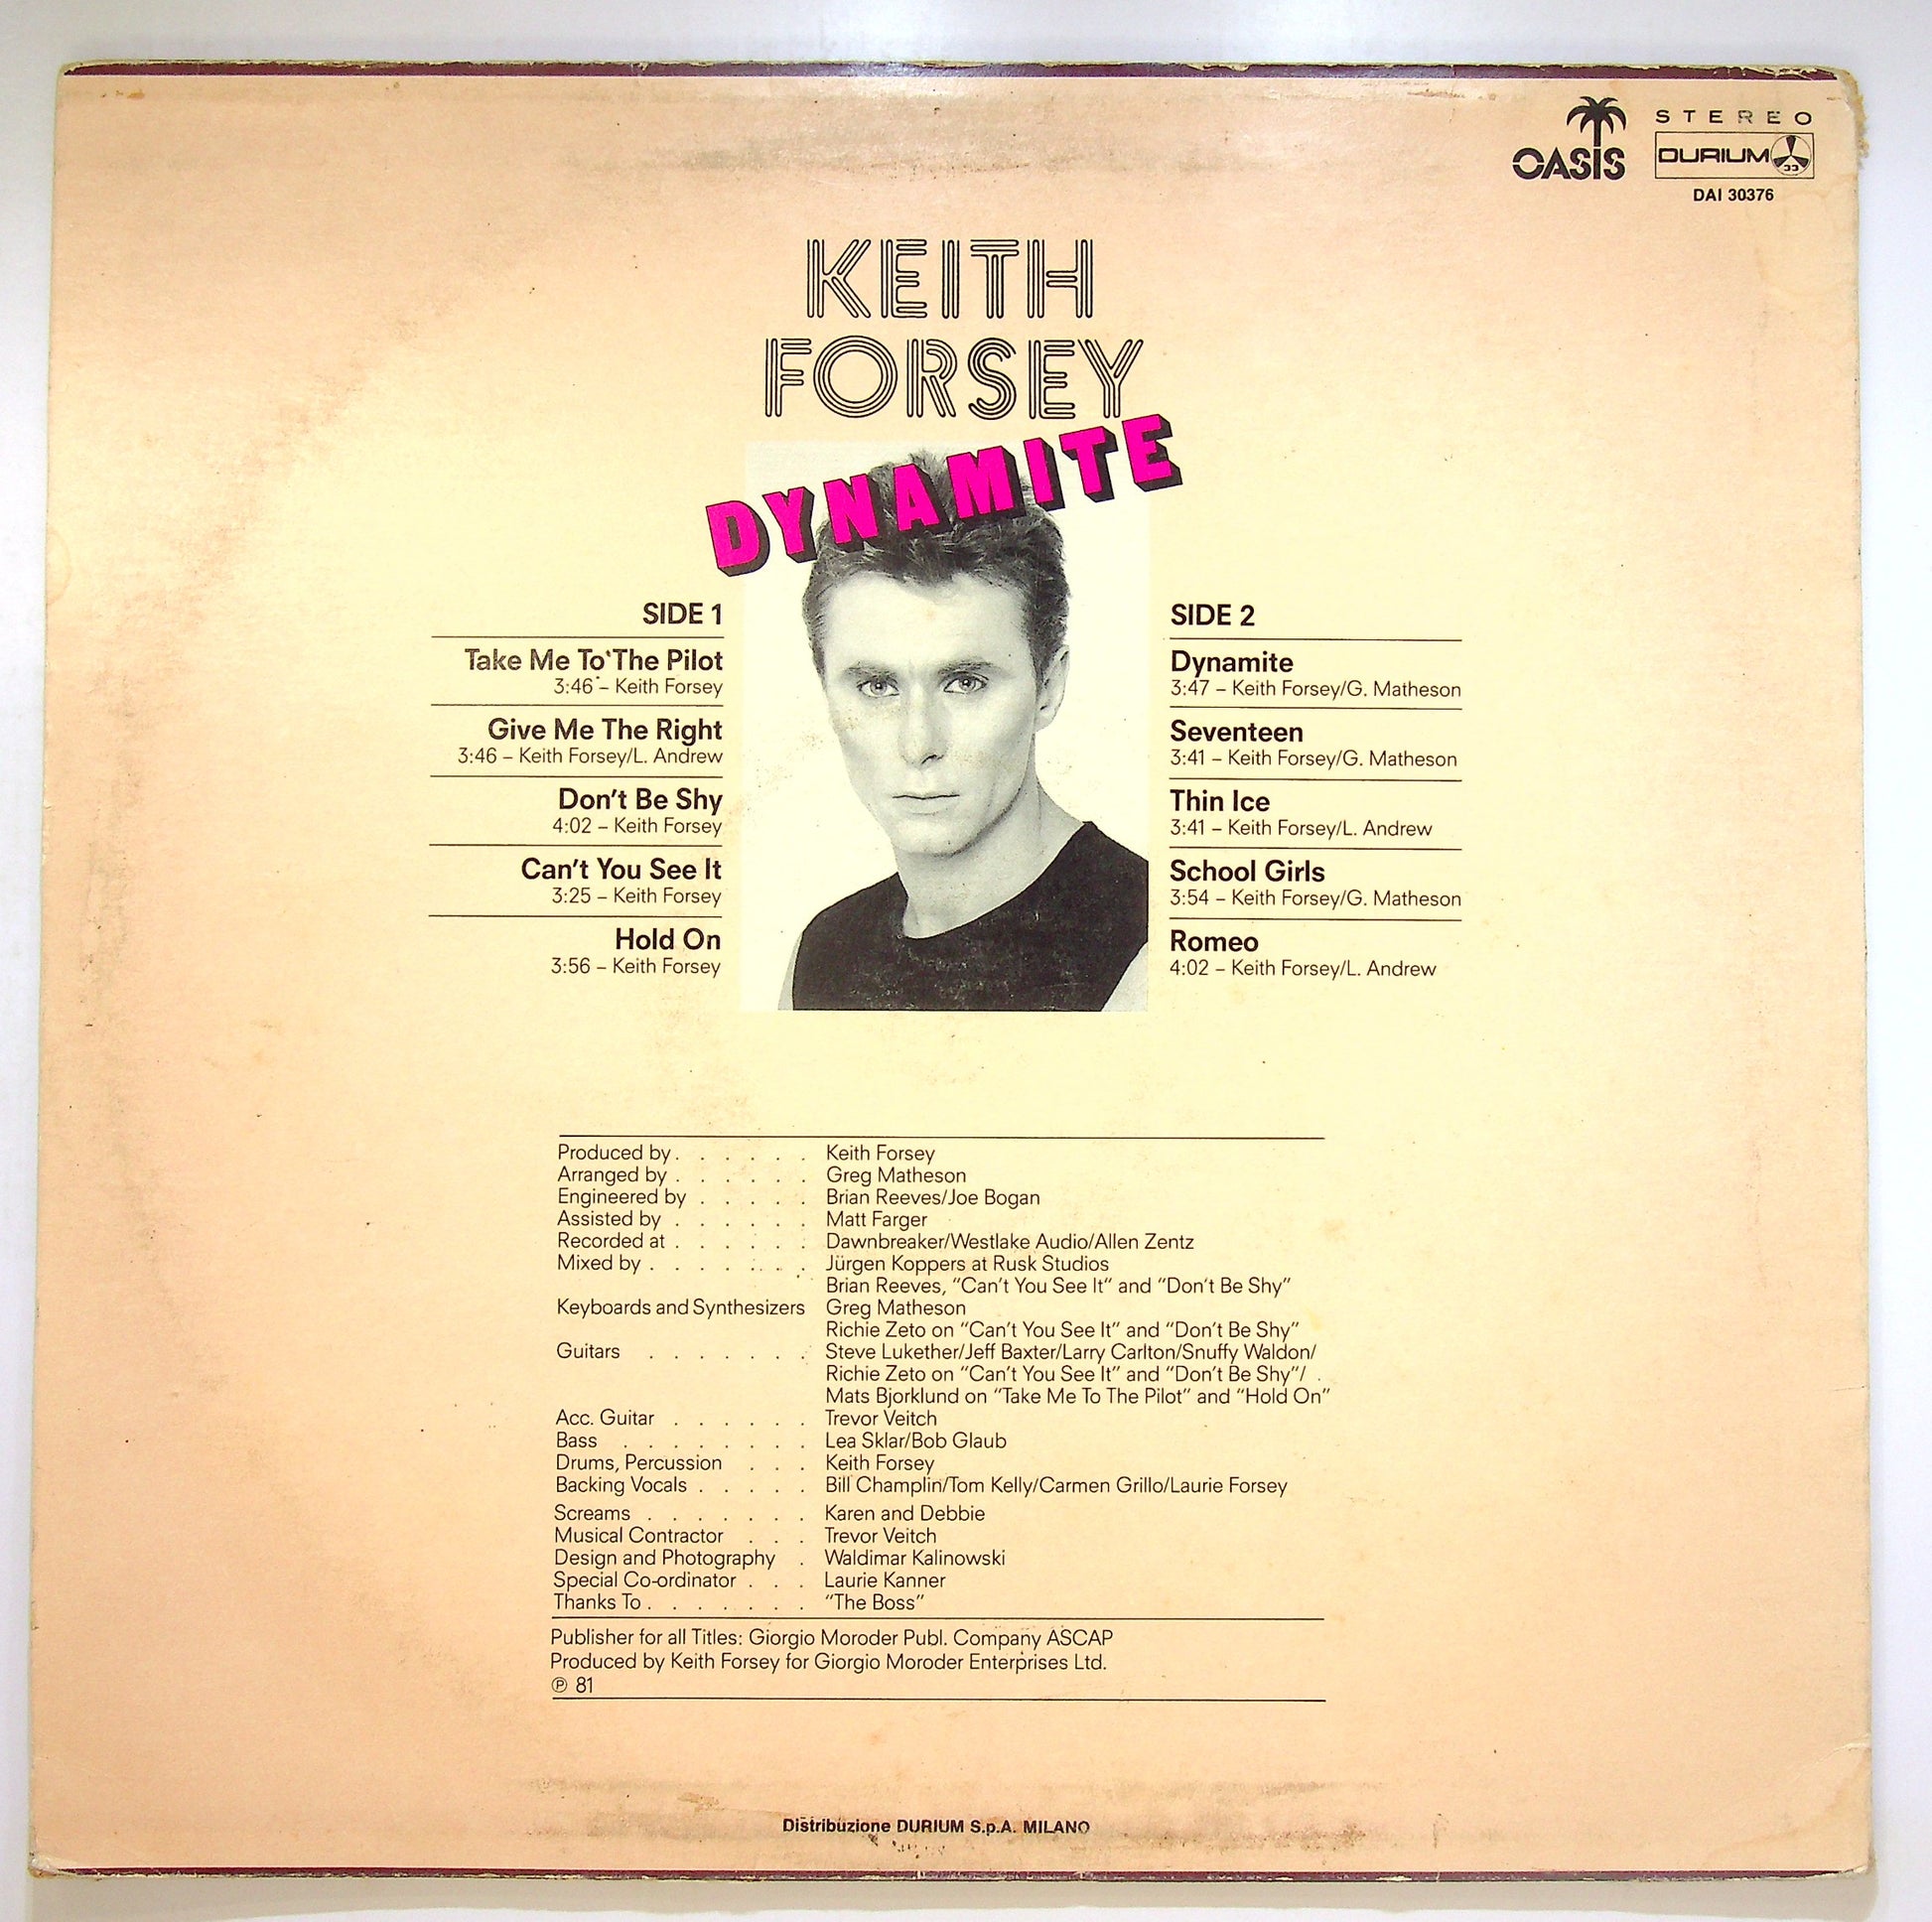 OASIS
STEREO
DURIUM 33
DAI 30376
KEITH
FORSEY
DYNAMITE
SIDE 1
Take Me To The Pilot
3:46 – Keith Forsey
Give Me The Right
3:46 – Keith Forsey/L. Andrew
Don't Be Shy
4:02 – Keith Forsey
Can't You See It
3:25 – Keith Forsey
Hold On
3:56 – Keith Forsey
SIDE 2
Dynamite
3:47 – Keith Forsey/G. Matheson
Seventeen
3:41 – Keith Forsey/G. Matheson
Thin Ice
3:41 – Keith Forsey/L. Andrew
School Girls
3:54 – Keith Forsey/G. Matheson
Romeo
4:02 – Keith Forsey/L. Andrew
Produced by . . . . . . Keith Forsey
Arranged by . . . . . . Greg Matheson
Engineered by . . . . . Brian Reeves/Joe Bogan
Assisted by . . . . . . Matt Farger
Recorded at . . . . . . Dawnbreaker/Westlake Audio/Allen Zentz
Mixed by . . . . . . . Jürgen Koppers at Rusk Studios
Brian Reeves, "Can't You See It" and "Don't Be Shy"
Keyboards and Synthesizers Greg Matheson
Richie Zeto on "Can't You See It" and "Don't Be Shy"
Guitars . . . . . . . Steve Lukether/Jeff Baxter/Larry Carlton/Snuffy Waldon/
Richie Zeto on "Can't You See It" and "Don't Be Shy"/
Mats Bjorklund on "Take Me To The Pilot" and "Hold On"
Acc. Guitar . . . . . . Trevor Veitch
Bass . . . . . . . . Lea Sklar/Bob Glaub
Drums, Percussion . . . Keith Forsey
Backing Vocals . . . . . Bill Champlin/Tom Kelly/Carmen Grillo/Laurie Forsey
Screams . . . . . . . Karen and Debbie
Musical Contractor . . . Trevor Veitch
Design and Photography . Waldimar Kalinowski
Special Co-ordinator . . . Laurie Kanner
Thanks To . . . . . . . "The Boss"
Publisher for all Titles: Giorgio Moroder Publ. Company ASCAP
Produced by Keith Forsey for Giorgio Moroder Enterprises Ltd.
℗ 81
Distribuzione DURIUM S.p.A. MILANO